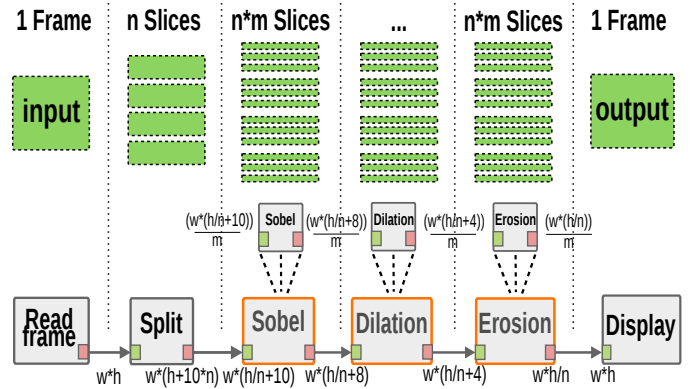 1 Frame n Slices n*m Slices ... n*m Slices 1 Frame
input output
(w*(h/n+10))
m
Sobel
(w*(h/n+8))
m
Dilation
(w*(h/n+4))
m
Erosion
(w*(h/n))
m
Read
frame
Split
Sobel
Dilation
Erosion
Display
w*h w*(h+10*n) w*(h/n+10) w*(h/n+8) w*(h/n+4) w*h/n w*h